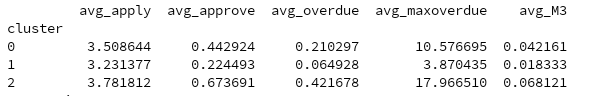 avg_apply avg_approve avg_overdue avg_maxoverdue avg_M3
cluster
0 3.508644 0.442924 0.210297 10.576695 0.042161
1 3.231377 0.224493 0.064928 3.870435 0.018333
2 3.781812 0.673691 0.421678 17.966510 0.068121